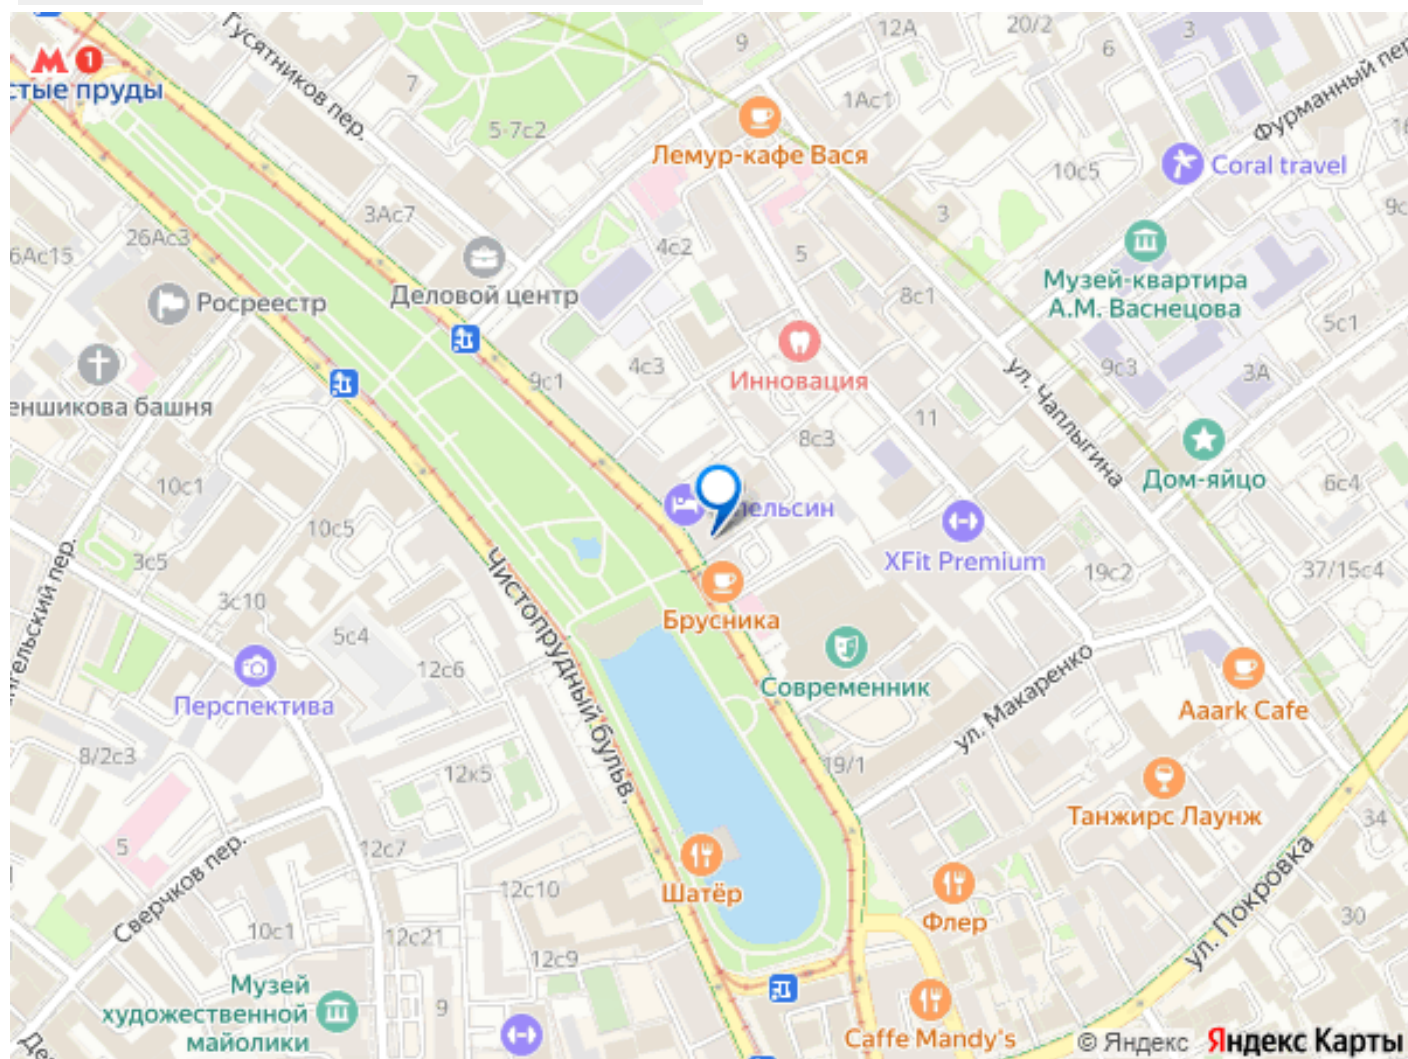 Гусятников пер.
9
12А
20/2
6
3
М 1
стые пруды
7
5-7с2
1Ас1
Фурманный пер
Лемур-кафе Вася
10с5
Coral travel
3Ас7
3
9с
26Ас3
6Ас15
4с2
5
Музей-квартира
А.М. Васнецова
Росреестр
Деловой центр
8с1
5с1
4с3
Инновация
9с1
9с3
3А
еншикова башня
11
ул. Чаплыгина
8с3
Дом-яйцо
6с4
10с1
10с5
пельсин
XFit Premium
3с5
19с2
37/15с4
3с10
Брусника
5с4
12с6
Чистопрудный бульв.
Современник
ул. Макаренко
Перспектива
Aaark Cafe
8/2с3
12к5
19/1
Танжирс Лаунж
34
5
12с7
Сверчков пер.
Шатёр
12с10
Флер
ул. Покровка
30
10с1
12с21
12с9
Музей
художественной
майолики
9
Caffe Mandy's
© Яндекс Яндекс Карты